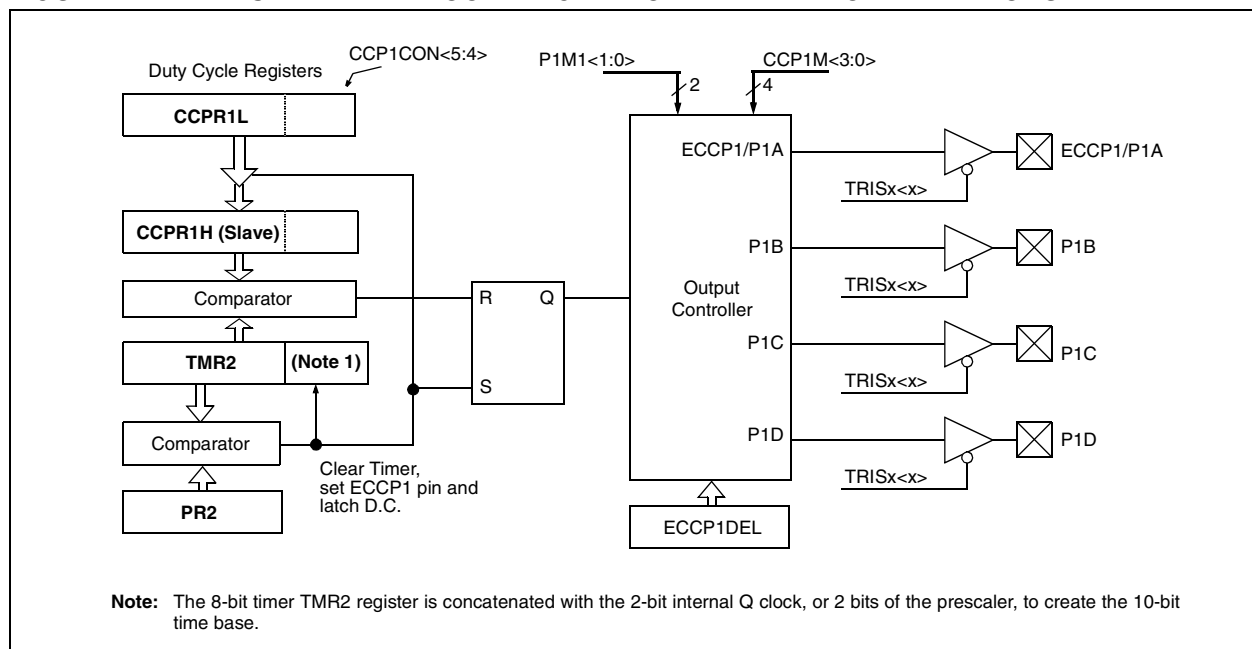 CCP1CON<5:4>
Duty Cycle Registers
CCPR1L
CCPR1H (Slave)
Comparator
TMR2
(Note 1)
Comparator
PR2
Clear Timer,
set ECCP1 pin and
latch D.C.
R
Q
S
P1M1<1:0>
2
CCP1M<3:0>
4
Output
Controller
ECCP1/P1A
P1B
P1C
P1D
ECCP1DEL
TRISx<x>
ECCP1/P1A
TRISx<x>
P1B
TRISx<x>
P1C
TRISx<x>
P1D
Note: The 8-bit timer TMR2 register is concatenated with the 2-bit internal Q clock, or 2 bits of the prescaler, to create the 10-bit
time base.